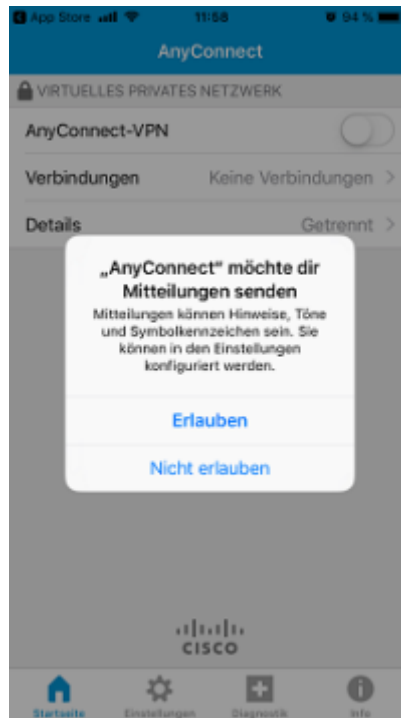 App Store 11:58 94 %
AnyConnect
VIRTUELLES PRIVATES NETZWERK
AnyConnect-VPN
Verbindungen Keine Verbindungen
Details Getrennt
„AnyConnect“ möchte dir
Mitteilungen senden
Mitteilungen können Hinweise, Töne
und Symbolkennzeichen sein. Sie
können in den Einstellungen
konfiguriert werden.
Erlauben
Nicht erlauben
CISCO
Startseite Einstellungen Diagnostik Info